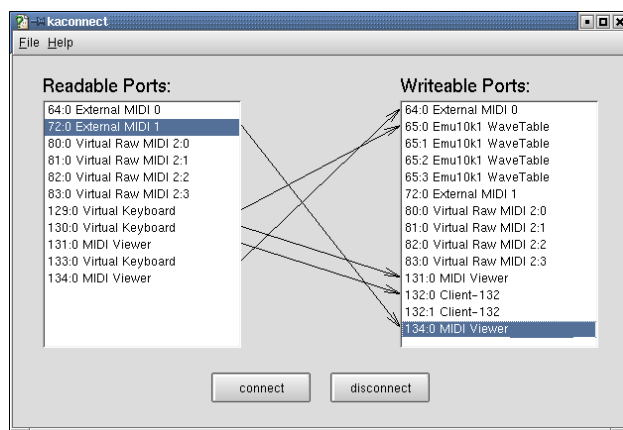 kaconnect
File Help
Readable Ports:
64:0 External MIDI 0
72:0 External MIDI 1
80:0 Virtual Raw MIDI 2:0
81:0 Virtual Raw MIDI 2:1
82:0 Virtual Raw MIDI 2:2
83:0 Virtual Raw MIDI 2:3
129:0 Virtual Keyboard
130:0 Virtual Keyboard
131:0 MIDI Viewer
133:0 Virtual Keyboard
134:0 MIDI Viewer
Writeable Ports:
64:0 External MIDI 0
65:0 Emu10k1 WaveTable
65:1 Emu10k1 WaveTable
65:2 Emu10k1 WaveTable
65:3 Emu10k1 WaveTable
72:0 External MIDI 1
80:0 Virtual Raw MIDI 2:0
81:0 Virtual Raw MIDI 2:1
82:0 Virtual Raw MIDI 2:2
83:0 Virtual Raw MIDI 2:3
131:0 MIDI Viewer
132:0 Client-132
132:1 Client-132
134:0 MIDI Viewer
connect disconnect